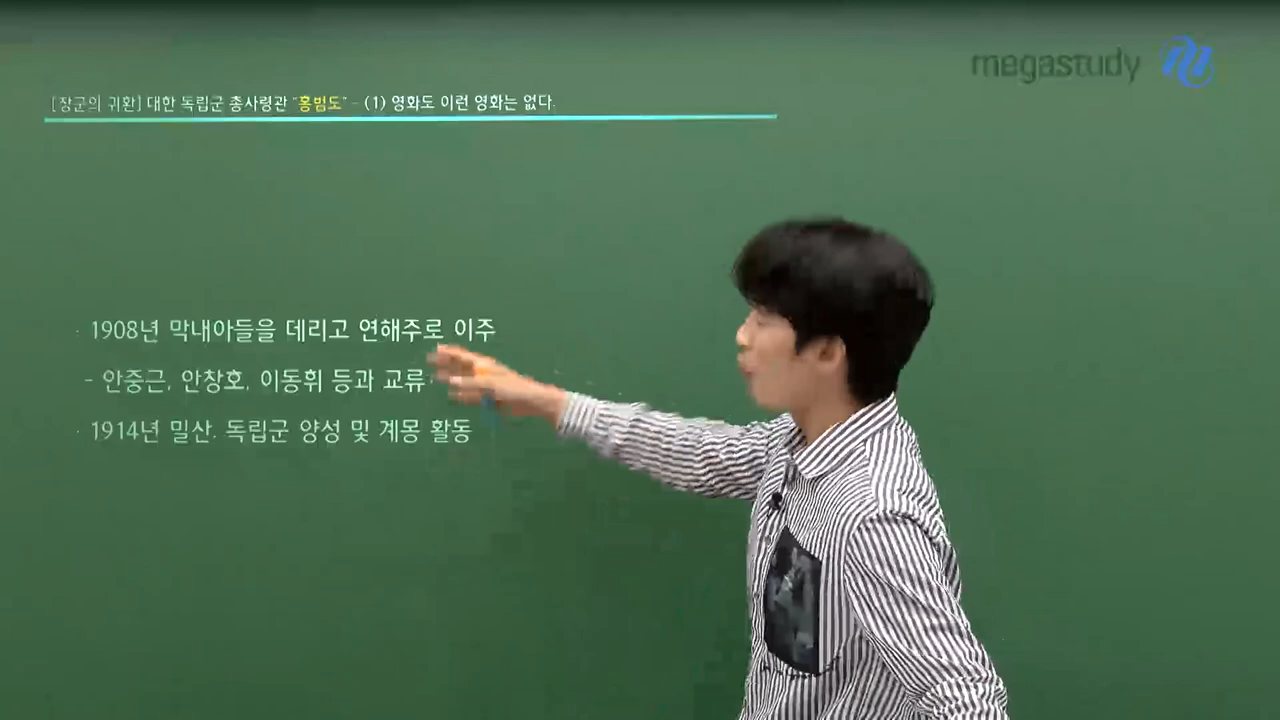 megastudy
[장군의 귀환] 대한 독립군 총사령관 "홍범도" - (1) 영화도 이런 영화는 없다.
· 1908년 막내아들을 데리고 연해주로 이주
- 안중근, 안창호, 이동휘 등과 교류
· 1914년 밀산. 독립군 양성 및 계몽 활동